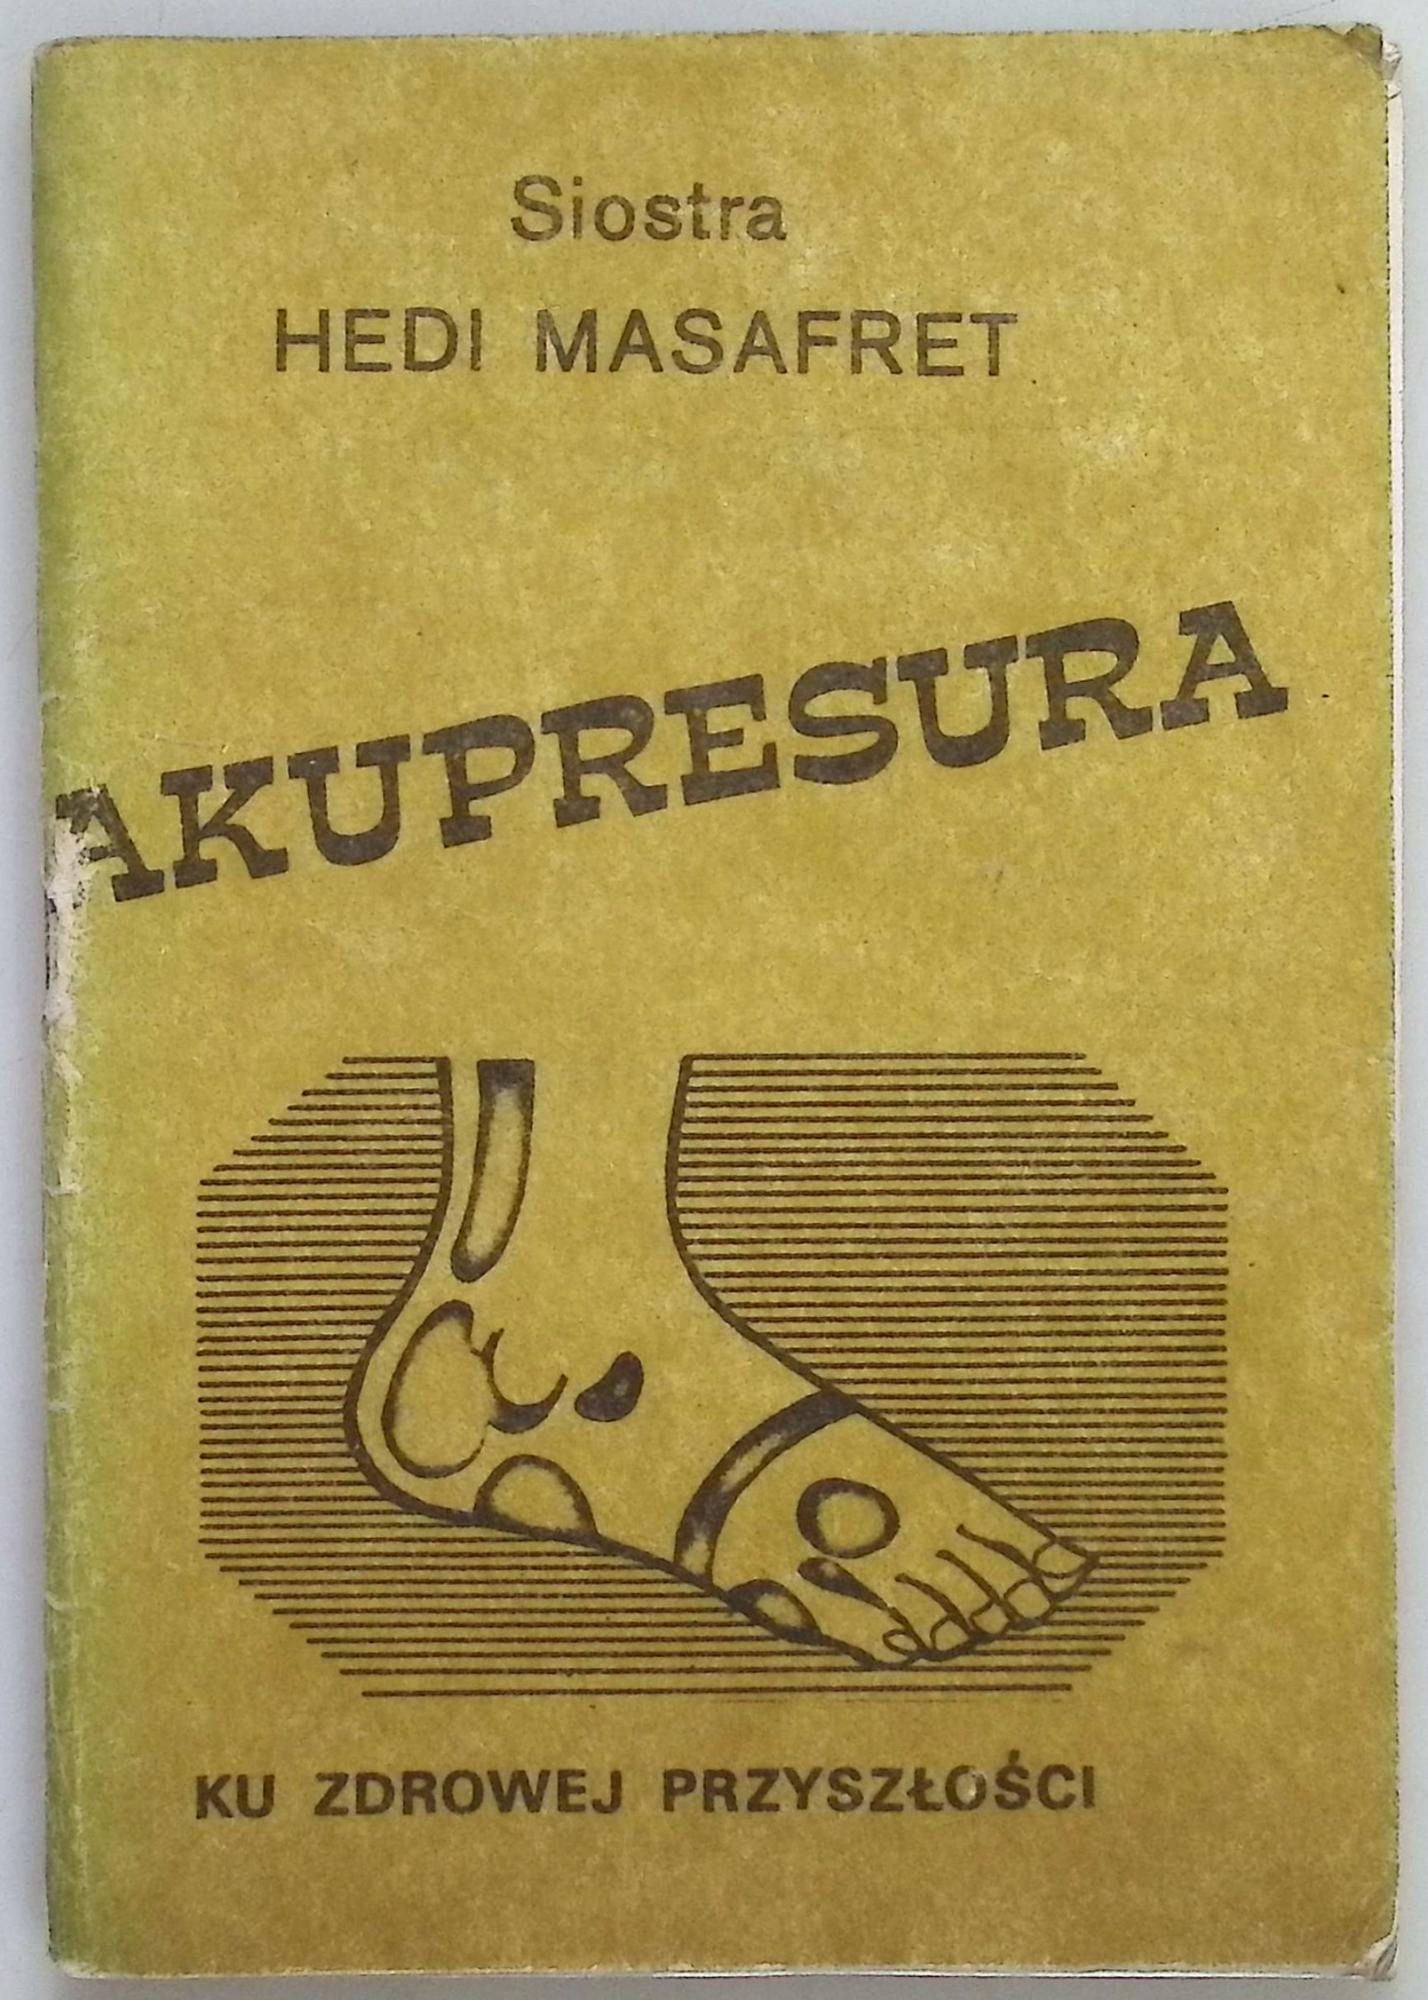 Siostra
HEDI MASAFRET
AKUPRESURA
KU ZDROWEJ PRZYSZŁOŚCI